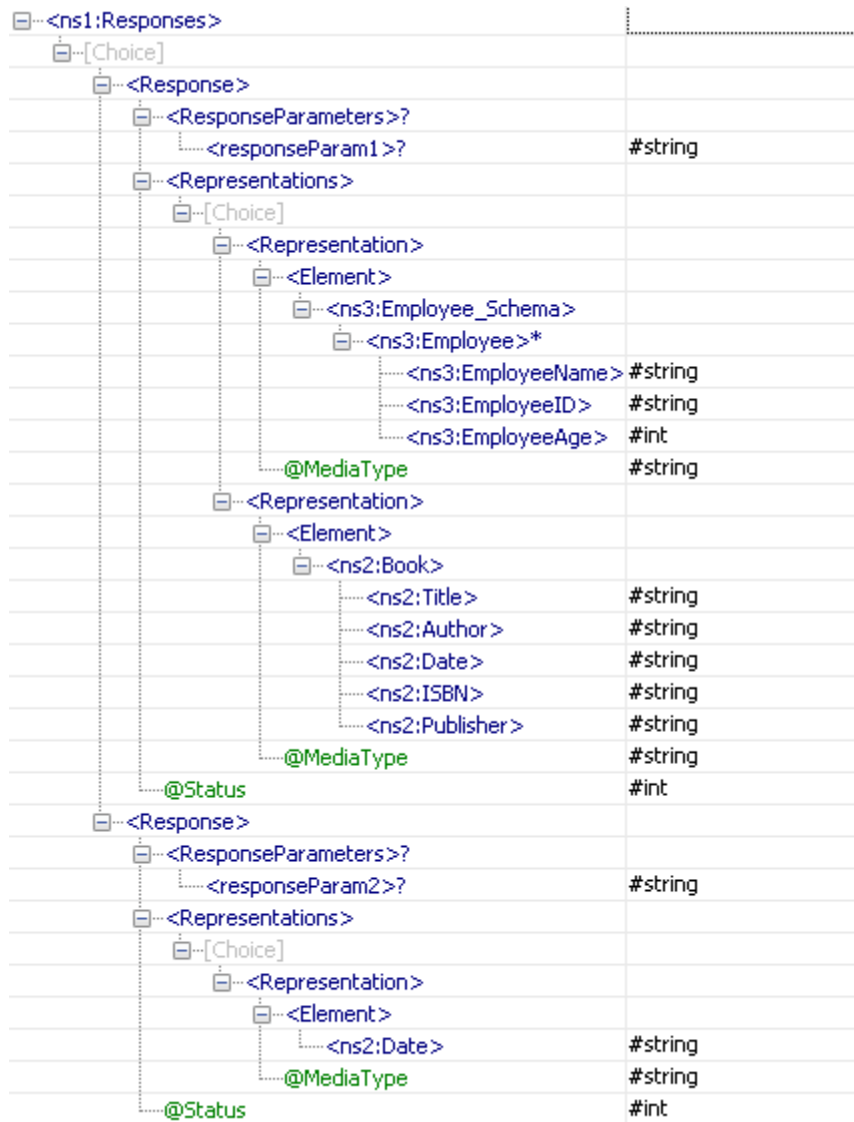 <ns1:Responses>
[Choice]
<Response>
<ResponseParameters>?
<responseParam1>? #string
<Representations>
[Choice]
<Representation>
<Element>
<ns3:Employee_Schema>
<ns3:Employee>*
<ns3:EmployeeName> #string
<ns3:EmployeeID> #string
<ns3:EmployeeAge> #int
@MediaType #string
<Representation>
<Element>
<ns2:Book>
<ns2:Title> #string
<ns2:Author> #string
<ns2:Date> #string
<ns2:ISBN> #string
<ns2:Publisher> #string
@MediaType #string
@Status #int
<Response>
<ResponseParameters>?
<responseParam2>? #string
<Representations>
[Choice]
<Representation>
<Element>
<ns2:Date> #string
@MediaType #string
@Status #int